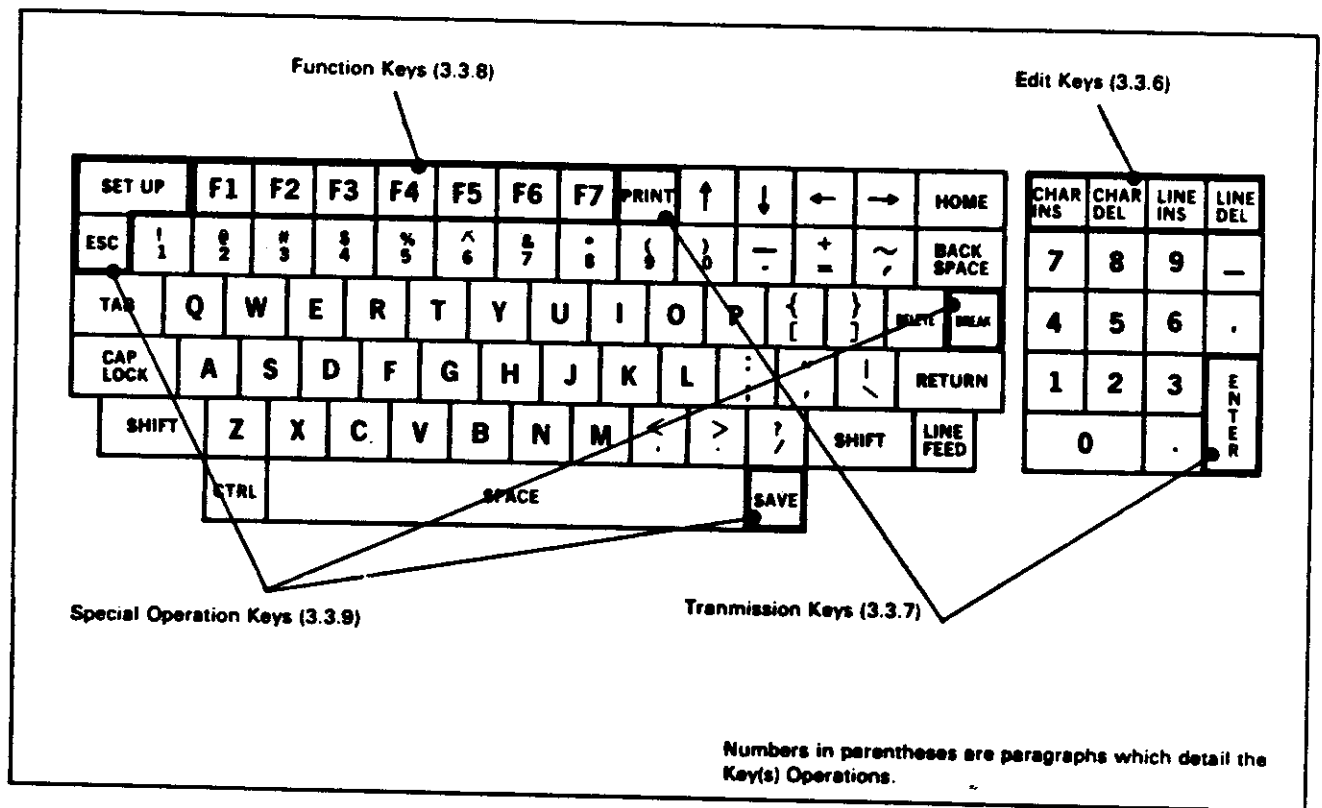 Function Keys (3.3.8)
Edit Keys (3.3.6)
SET UP F1 F2 F3 F4 F5 F6 F7 PRINT ↑ ↓ ← → HOME
CHAR INS CHAR DEL LINE INS LINE DEL
ESC ! 1 @ 2 # 3 $ 4 % 5 ^ 6 & 7 * 8 ( 9 ) 0 — - + = ~ BACK SPACE
7 8 9 —
TAB Q W E R T Y U I O P { [ } ] DELETE BREAK
4 5 6 .
CAP LOCK A S D F G H J K L : ; " , | \ RETURN
1 2 3 ENTER
SHIFT Z X C V B N M < , > . ? / SHIFT LINE FEED
0 .
CTRL SPACE SAVE
Special Operation Keys (3.3.9)
Tranmission Keys (3.3.7)
Numbers in parentheses are paragraphs which detail the
Key(s) Operations.